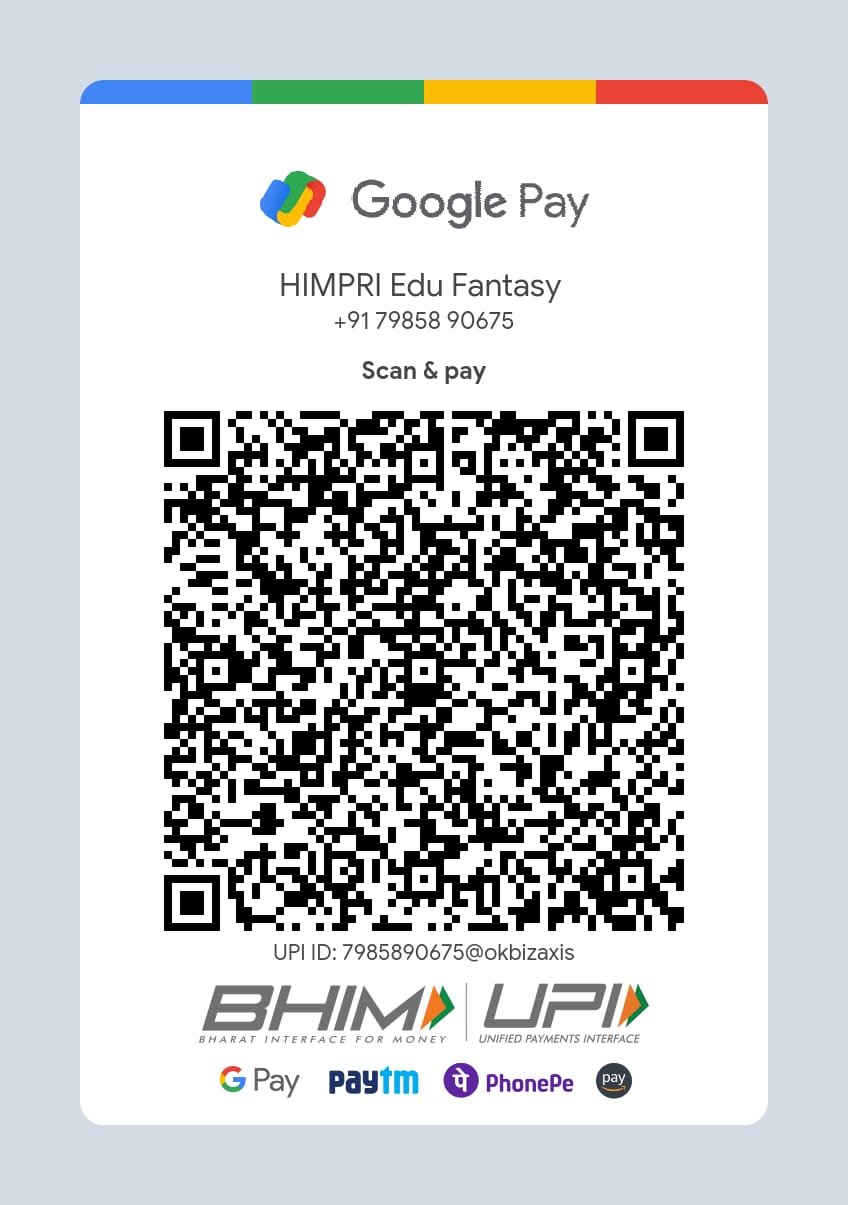 Google Pay
HIMPRI Edu Fantasy
+91 79858 90675
Scan & pay
UPI ID: 7985890675@okbizaxis
BHIM UPI
BHARAT INTERFACE FOR MONEY UNIFIED PAYMENTS INTERFACE
G Pay paytm पे PhonePe pay